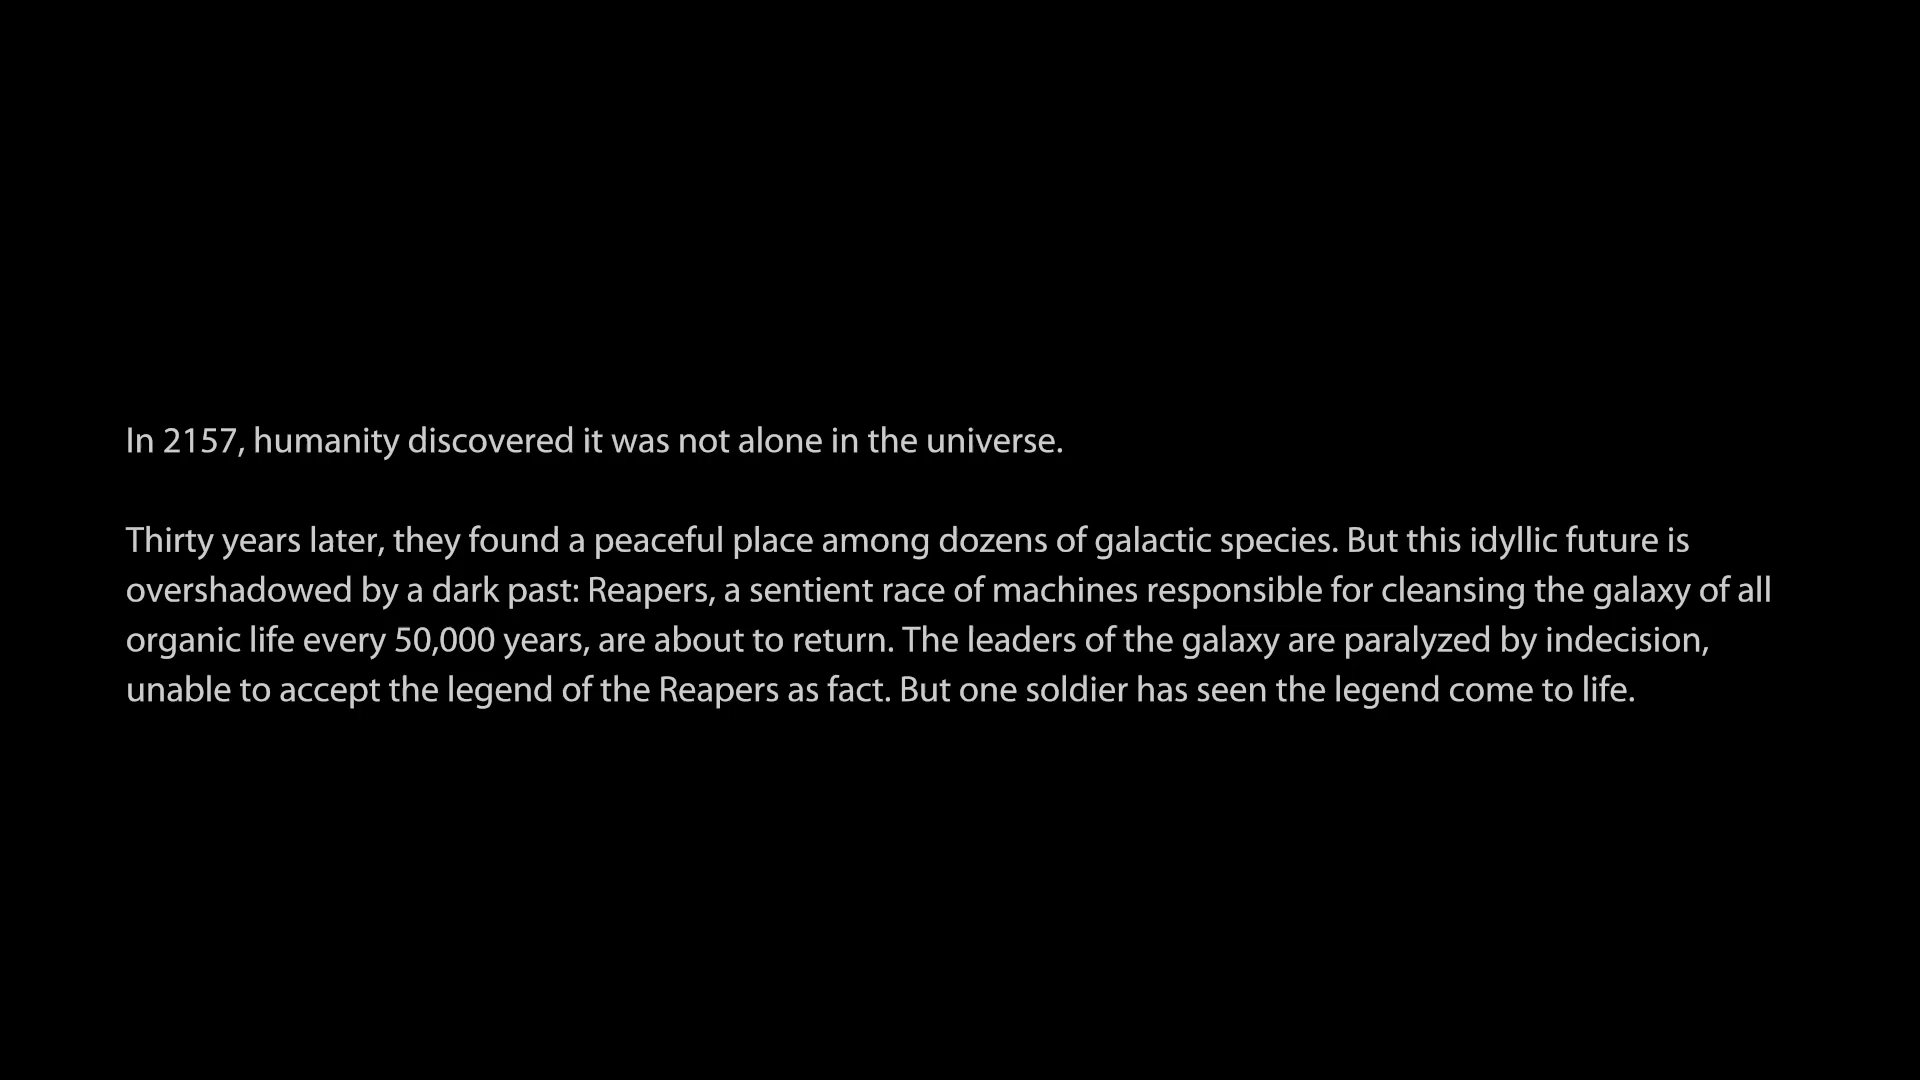 In 2157, humanity discovered it was not alone in the universe.
Thirty years later, they found a peaceful place among dozens of galactic species. But this idyllic future is
overshadowed by a dark past: Reapers, a sentient race of machines responsible for cleansing the galaxy of all
organic life every 50,000 years, are about to return. The leaders of the galaxy are paralyzed by indecision,
unable to accept the legend of the Reapers as fact. But one soldier has seen the legend come to life.